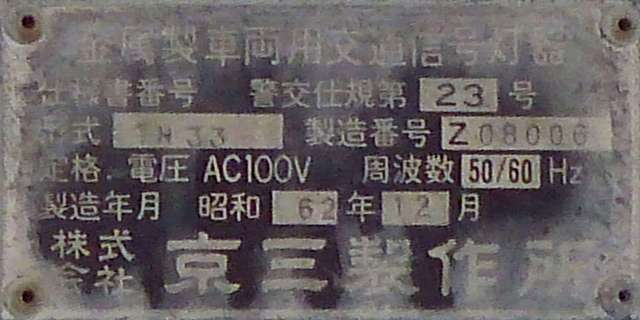 金属製車両用交通信号灯器
仕様書番号 警交仕規第 23 号
形式 1H33 製造番号 Z08006
定格 電圧 AC100V 周波数 50/60 Hz
製造年月 昭和 62 年 12 月
株式会社 京三製作所